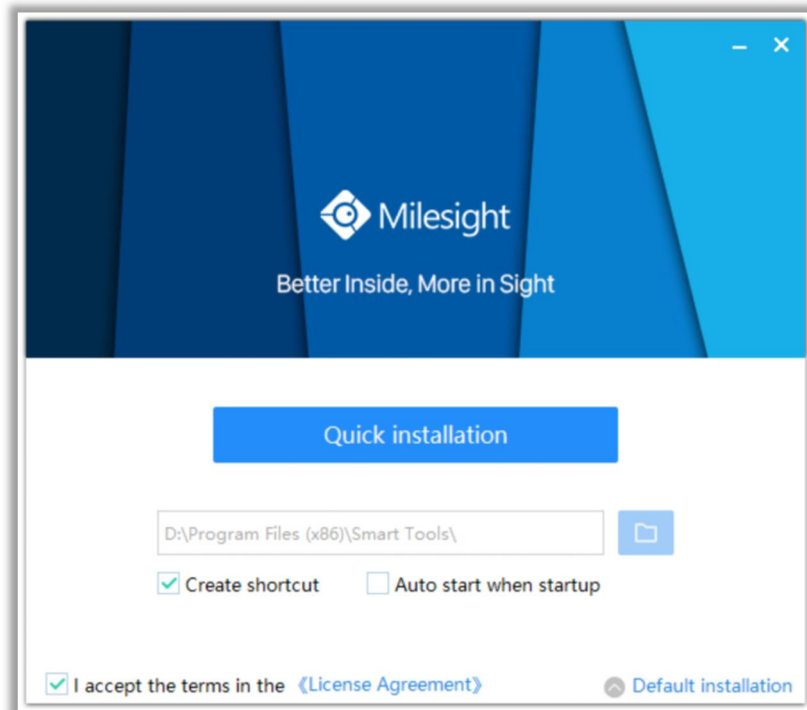 Milesight
Better Inside, More in Sight
Quick installation
D:\Program Files (x86)\Smart Tools\
Create shortcut Auto start when startup
I accept the terms in the 《License Agreement》 Default installation